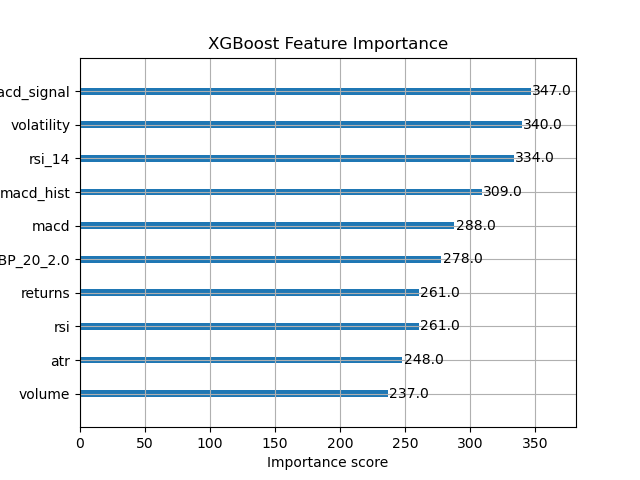 XGBoost Feature Importance
acd_signal 347.0
volatility 340.0
rsi_14 334.0
macd_hist 309.0
macd 288.0
BP_20_2.0 278.0
returns 261.0
rsi 261.0
atr 248.0
volume 237.0
0 50 100 150 200 250 300 350
Importance score